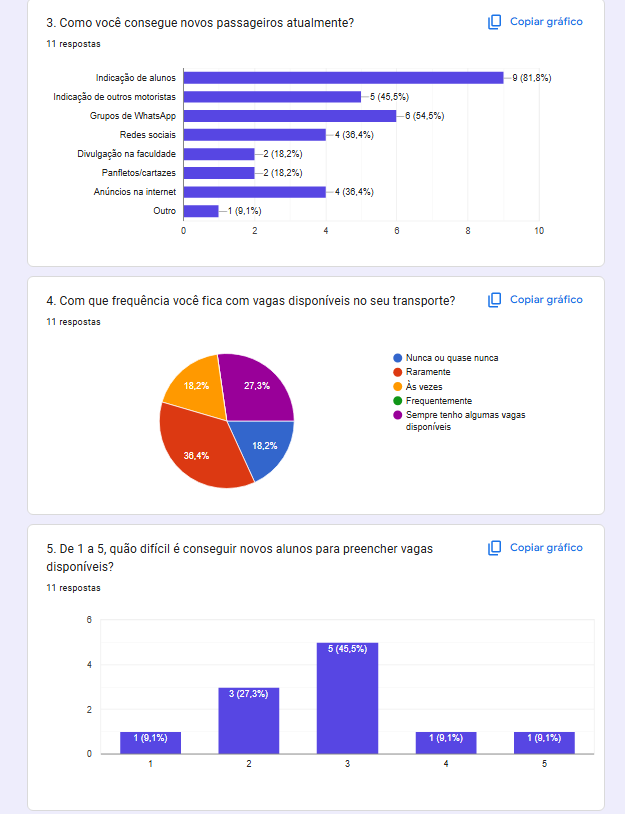 3. Como você consegue novos passageiros atualmente?
Copiar gráfico
11 respostas
Indicação de alunos
9 (81,8%)
Indicação de outros motoristas
5 (45,5%)
Grupos de WhatsApp
6 (54,5%)
Redes sociais
4 (36,4%)
Divulgação na faculdade
2 (18,2%)
Panfletos/cartazes
2 (18,2%)
Anúncios na internet
4 (36,4%)
Outro
1 (9,1%)
0 2 4 6 8 10
4. Com que frequência você fica com vagas disponíveis no seu transporte?
Copiar gráfico
11 respostas
18,2%
27,3%
36,4%
18,2%
Nunca ou quase nunca
Raramente
Às vezes
Frequentemente
Sempre tenho algumas vagas
disponíveis
5. De 1 a 5, quão difícil é conseguir novos alunos para preencher vagas
disponíveis?
Copiar gráfico
11 respostas
6
4
2
0
1 (9,1%)
3 (27,3%)
5 (45,5%)
1 (9,1%)
1 (9,1%)
1 2 3 4 5